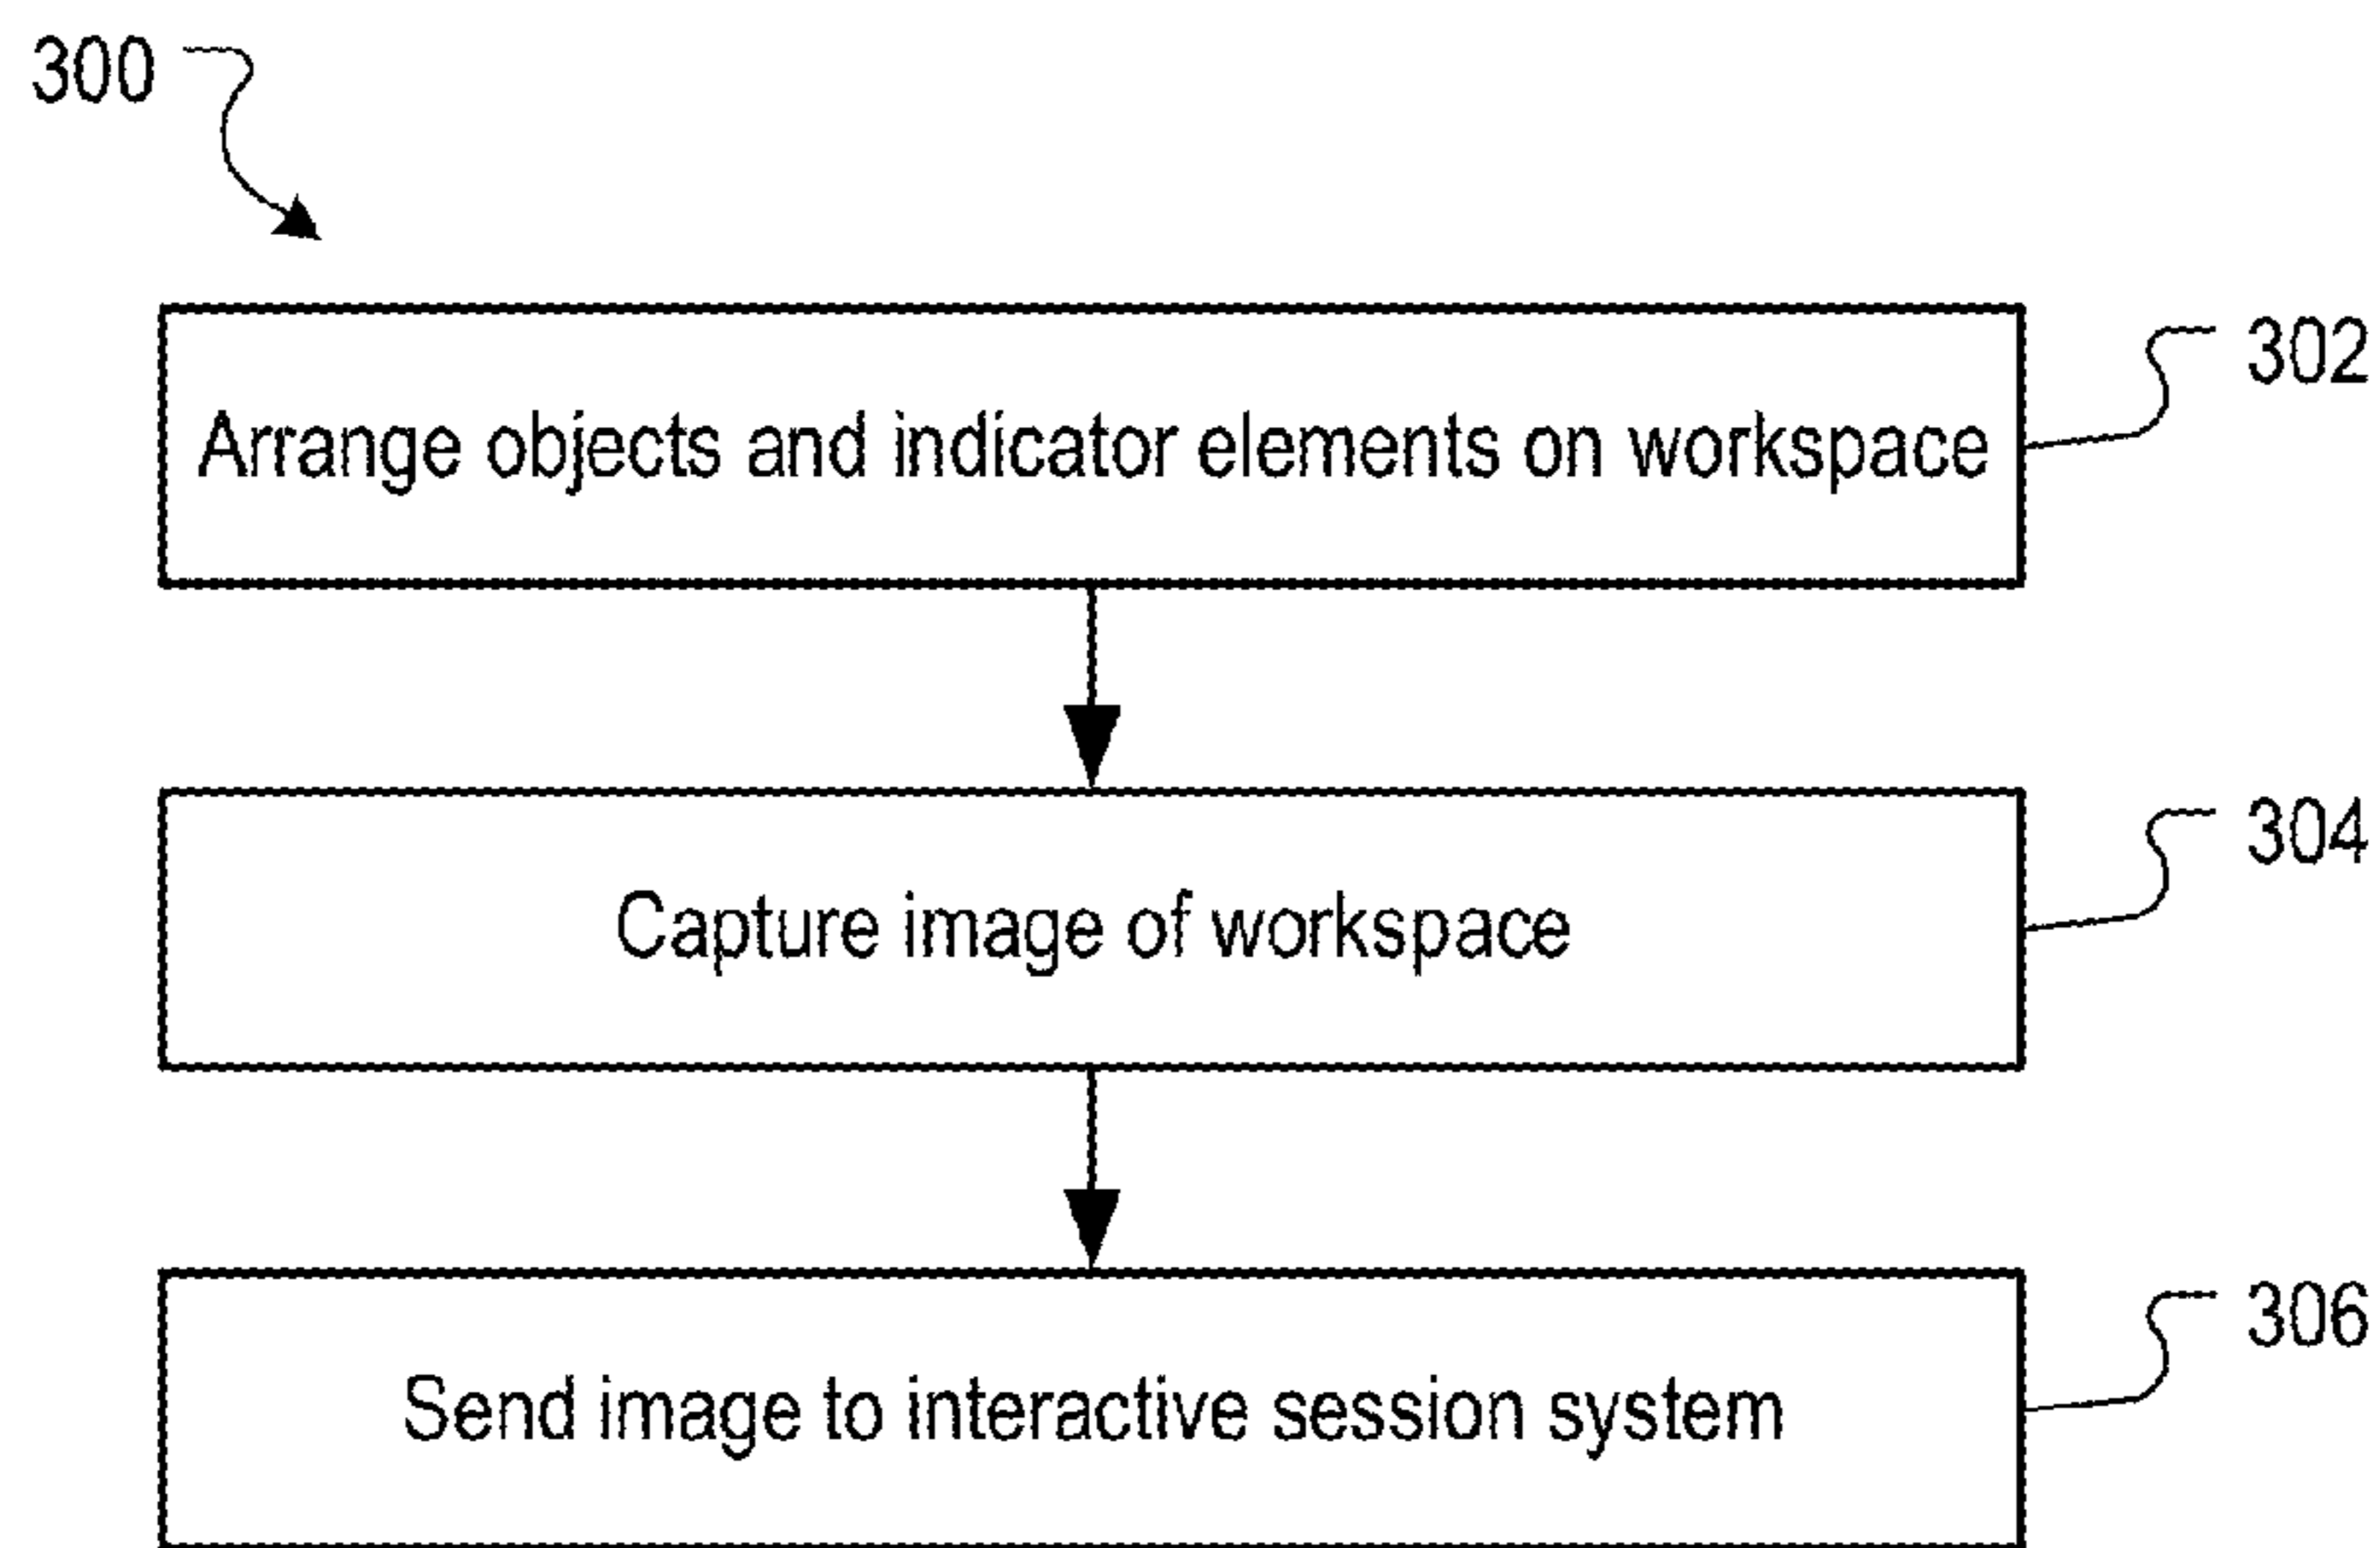 300
302
Arrange objects and indicator elements on workspace
304
Capture image of workspace
306
Send image to interactive session system